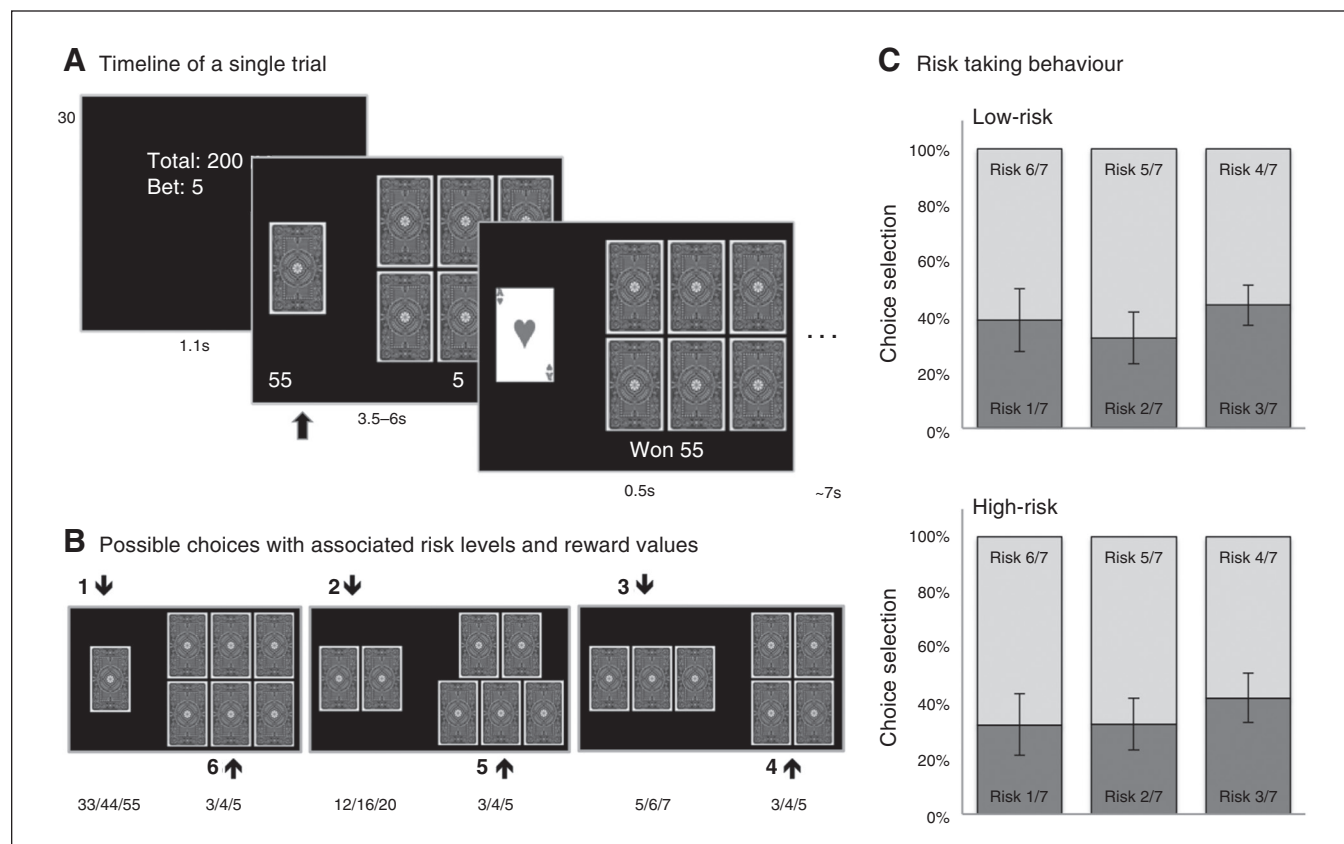 A Timeline of a single trial
30
Total: 200
Bet: 5
1.1s
55 5
3.5–6s
A
Won 55
A
0.5s
...
~7s
B Possible choices with associated risk levels and reward values
1 2 3
6 5 4
33/44/55 3/4/5 12/16/20 3/4/5 5/6/7 3/4/5
C Risk taking behaviour
Low-risk
Choice selection
100%
80%
60%
40%
20%
0%
Risk 6/7 Risk 5/7 Risk 4/7
Risk 1/7 Risk 2/7 Risk 3/7
High-risk
Choice selection
100%
80%
60%
40%
20%
0%
Risk 6/7 Risk 5/7 Risk 4/7
Risk 1/7 Risk 2/7 Risk 3/7